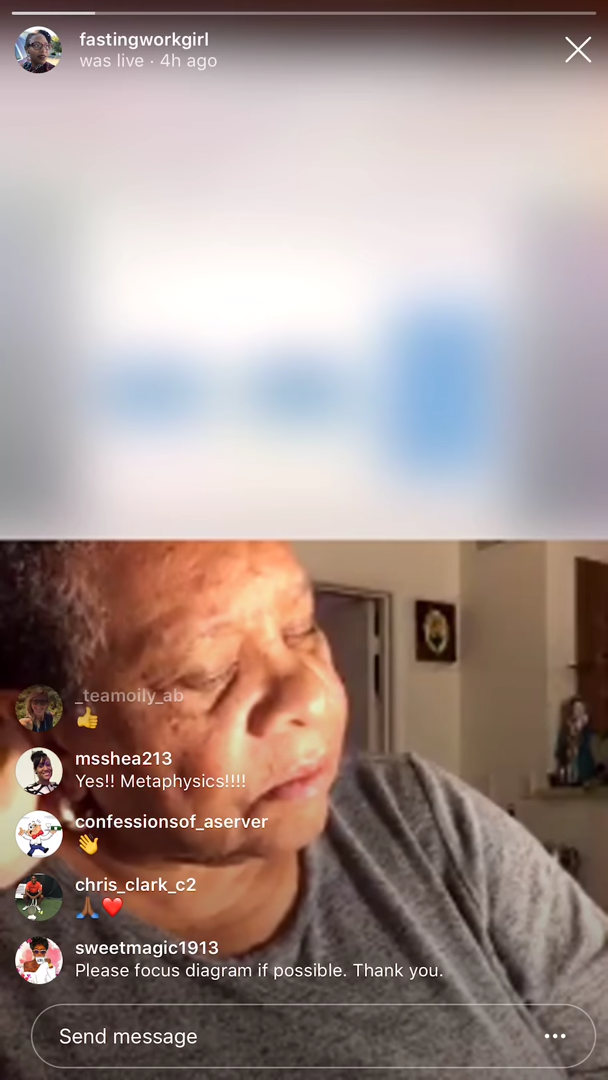 fastingworkgirl
was live · 4h ago
_teamoily_ab
👍
msshea213
Yes!! Metaphysics!!!!
confessionsof_aserver
👋
chris_clark_c2
🙏🏾❤️
sweetmagic1913
Please focus diagram if possible. Thank you.
Send message